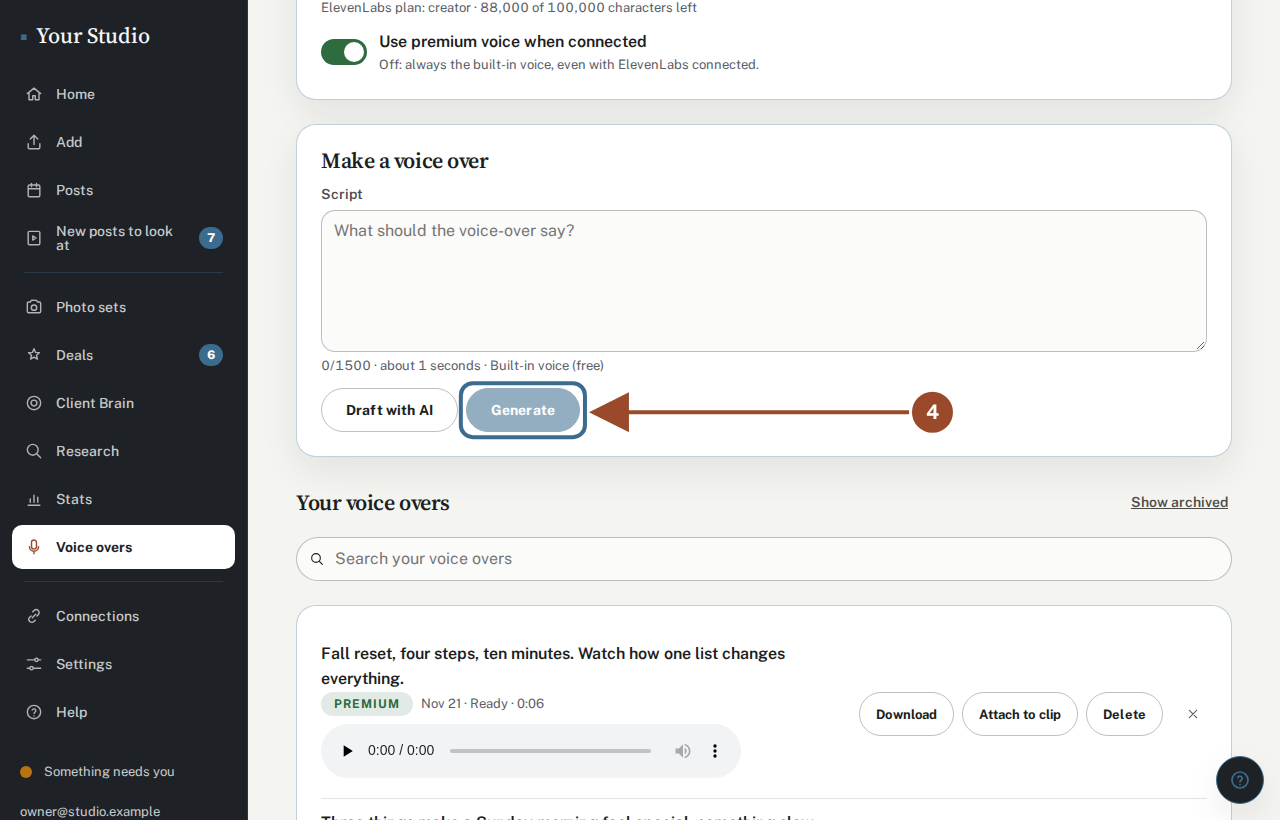 Your Studio
Home
Add
Posts
New posts to look
at
7
Photo sets
Deals
6
Client Brain
Research
Stats
Voice overs
Connections
Settings
Help
Something needs you
owner@studio.example
ElevenLabs plan: creator · 88,000 of 100,000 characters left
Use premium voice when connected
Off: always the built-in voice, even with ElevenLabs connected.
Make a voice over
Script
What should the voice-over say?
0/1500 · about 1 seconds · Built-in voice (free)
Draft with AI
Generate
4
Your voice overs
Show archived
Search your voice overs
Fall reset, four steps, ten minutes. Watch how one list changes
everything.
PREMIUM
Nov 21 · Ready · 0:06
0:00 / 0:00
Download
Attach to clip
Delete